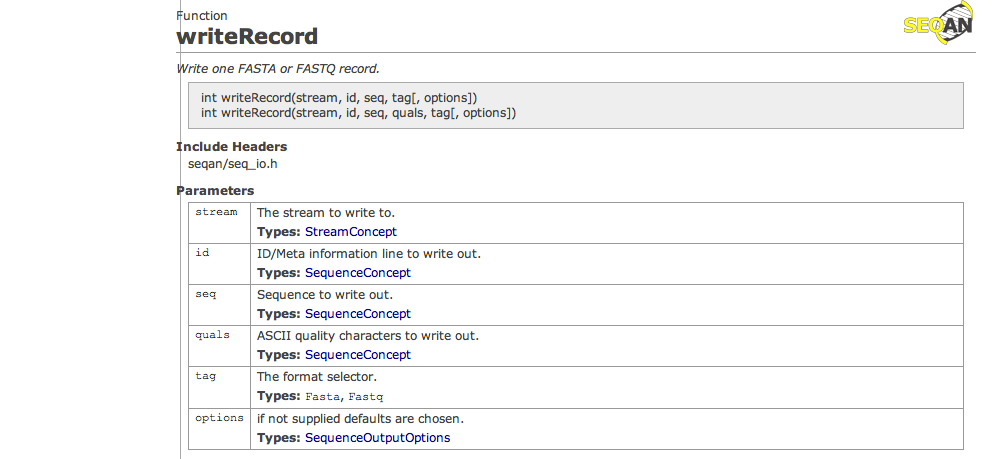 Function
SEQAN
writeRecord
Write one FASTA or FASTQ record.
int writeRecord(stream, id, seq, tag[, options])
int writeRecord(stream, id, seq, quals, tag[, options])
Include Headers
seqan/seq_io.h
Parameters
stream The stream to write to.
Types: StreamConcept
id ID/Meta information line to write out.
Types: SequenceConcept
seq Sequence to write out.
Types: SequenceConcept
quals ASCII quality characters to write out.
Types: SequenceConcept
tag The format selector.
Types: Fasta, Fastq
options if not supplied defaults are chosen.
Types: SequenceOutputOptions